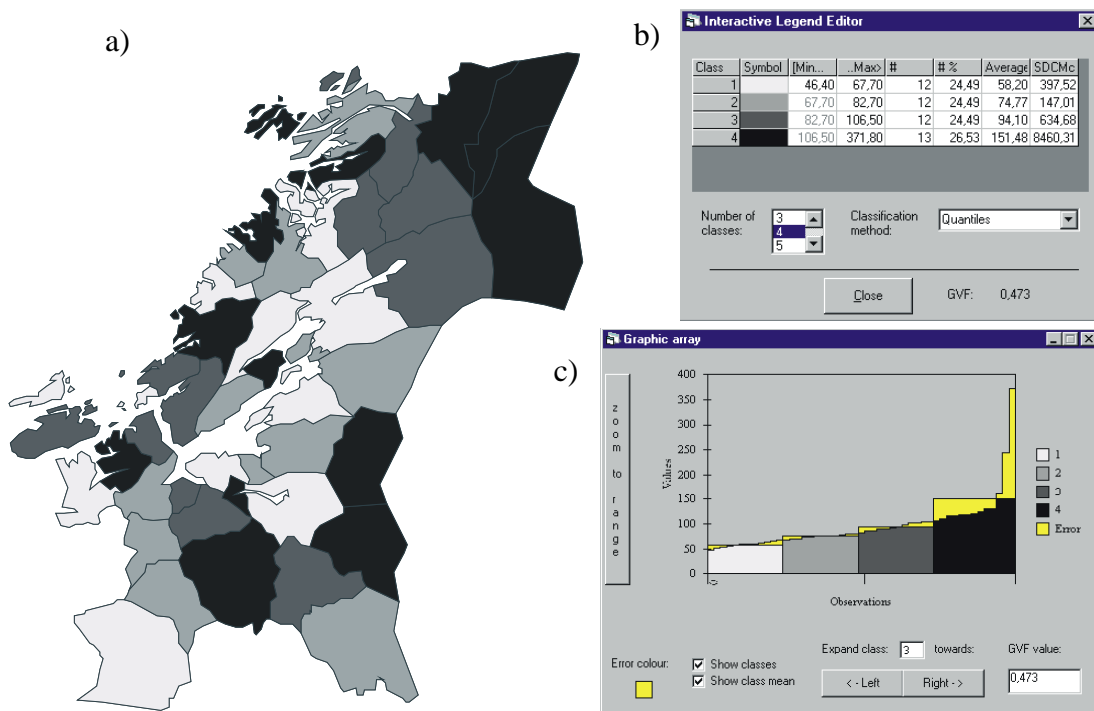 a)
b)
Interactive Legend Editor
Class Symbol [Min... ..Max> # # % Average SDCMc
1 46,40 67,70 12 24,49 58,20 397,52
2 67,70 82,70 12 24,49 74,77 147,01
3 82,70 106,50 12 24,49 94,10 634,68
4 106,50 371,80 13 26,53 151,48 8460,31
Number of classes: 3 4 5
Classification method: Quantiles
Close GVF: 0,473
c)
Graphic array
zoom to range
Values
400
350
300
250
200
150
100
50
0
Observations
1
2
3
4
Error
Error colour:
Show classes
Show class mean
Expand class: 3 towards:
< - Left Right - >
GVF value:
0,473